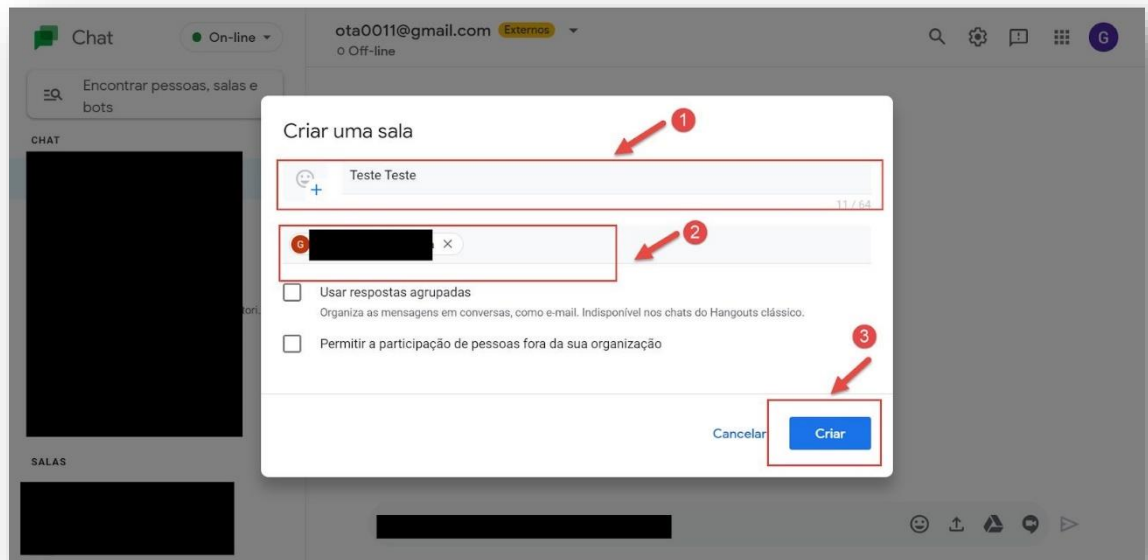 Chat
On-line
ota0011@gmail.com Externos
Off-line
G
Encontrar pessoas, salas e
bots
CHAT
Criar uma sala
1
Teste Teste
11 / 64
G
2
Usar respostas agrupadas
Organiza as mensagens em conversas, como e-mail. Indisponível nos chats do Hangouts clássico.
Permitir a participação de pessoas fora da sua organização
3
Cancelar
Criar
SALAS